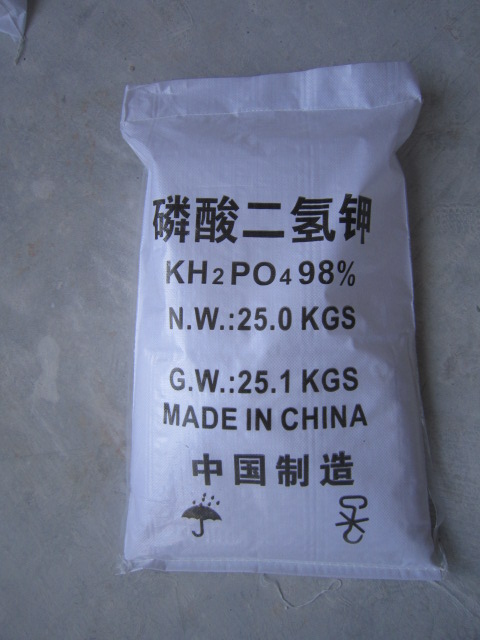 磷酸二氢钾
KH2PO4 98%
N.W.:25.0 KGS
G.W.:25.1 KGS
MADE IN CHINA
中国制造